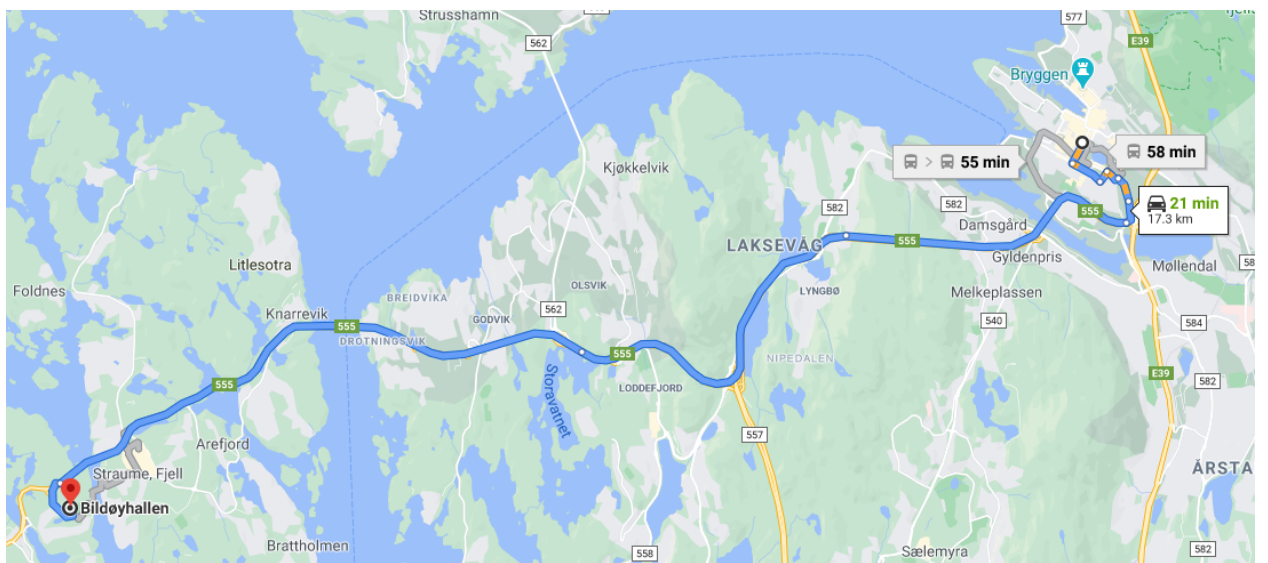 Strusshamn
577
562
E39
Bryggen
58 min
55 min
Kjøkkelvik
21 min
17.3 km
582
582
555
Damsgård
LAKSEVÅG
555
Gyldenpris
Møllendal
Litlesotra
Foldnes
OLSVIK
LYNGBØ
Melkeplassen
BREIDVIKA
562
Knarrevik
555
GODVIK
540
584
DROTNINGSVIK
555
NIPEDALEN
Storavatnet
LODDEFJORD
E39
582
555
557
Arefjord
Straume, Fjell
ÅRSTA
Bildøyhallen
Brattholmen
558
Sælemyra
582